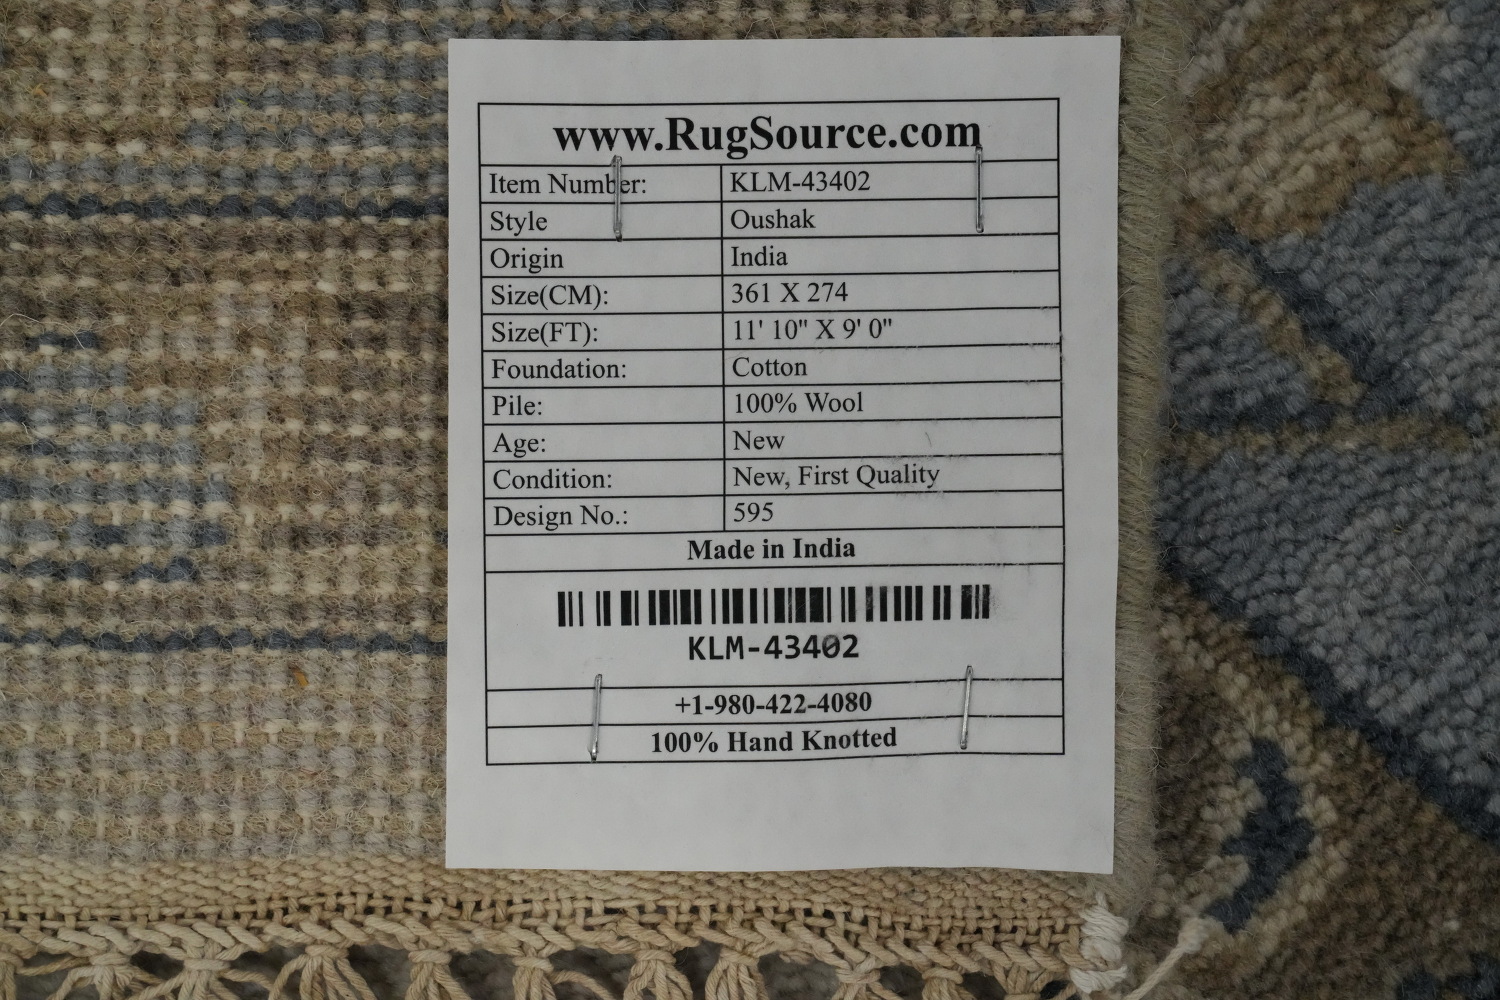 www.RugSource.com
Item Number: KLM-43402
Style Oushak
Origin India
Size(CM): 361 X 274
Size(FT): 11' 10" X 9' 0"
Foundation: Cotton
Pile: 100% Wool
Age: New
Condition: New, First Quality
Design No.: 595
Made in India
KLM-43402
+1-980-422-4080
100% Hand Knotted